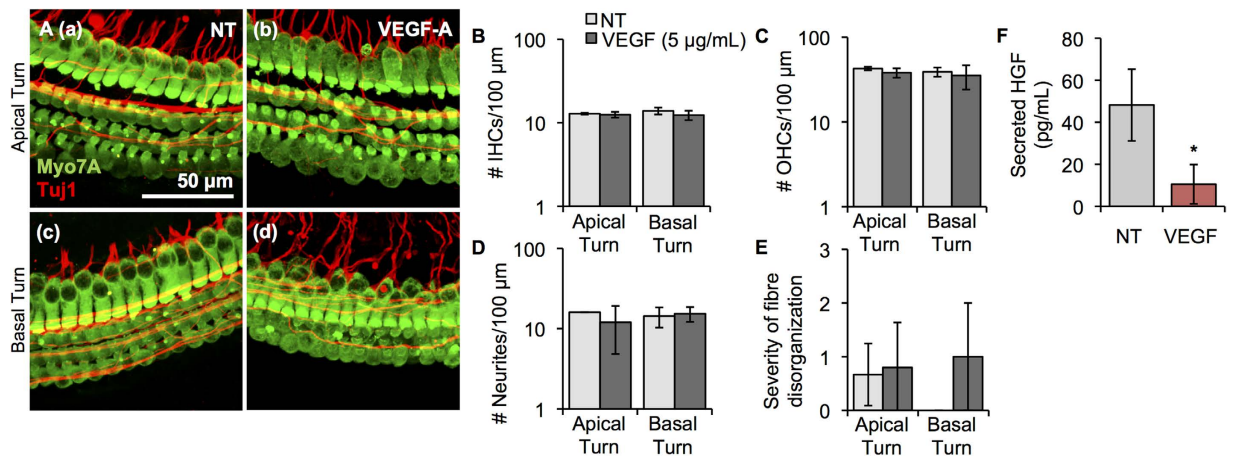 A (a) NT
(b) VEGF-A
Apical Turn
Myo7A
Tuj1
50 µm
(c)
(d)
Basal Turn
NT
VEGF (5 µg/mL)
B
# IHCs/100 µm
100
10
1
Apical Turn
Basal Turn
C
# OHCs/100 µm
100
10
1
Apical Turn
Basal Turn
D
# Neurites/100 µm
100
10
1
Apical Turn
Basal Turn
E
Severity of fibre
disorganization
3
2
1
0
Apical Turn
Basal Turn
F
Secreted HGF
(pg/mL)
80
60
40
20
0
*
NT VEGF